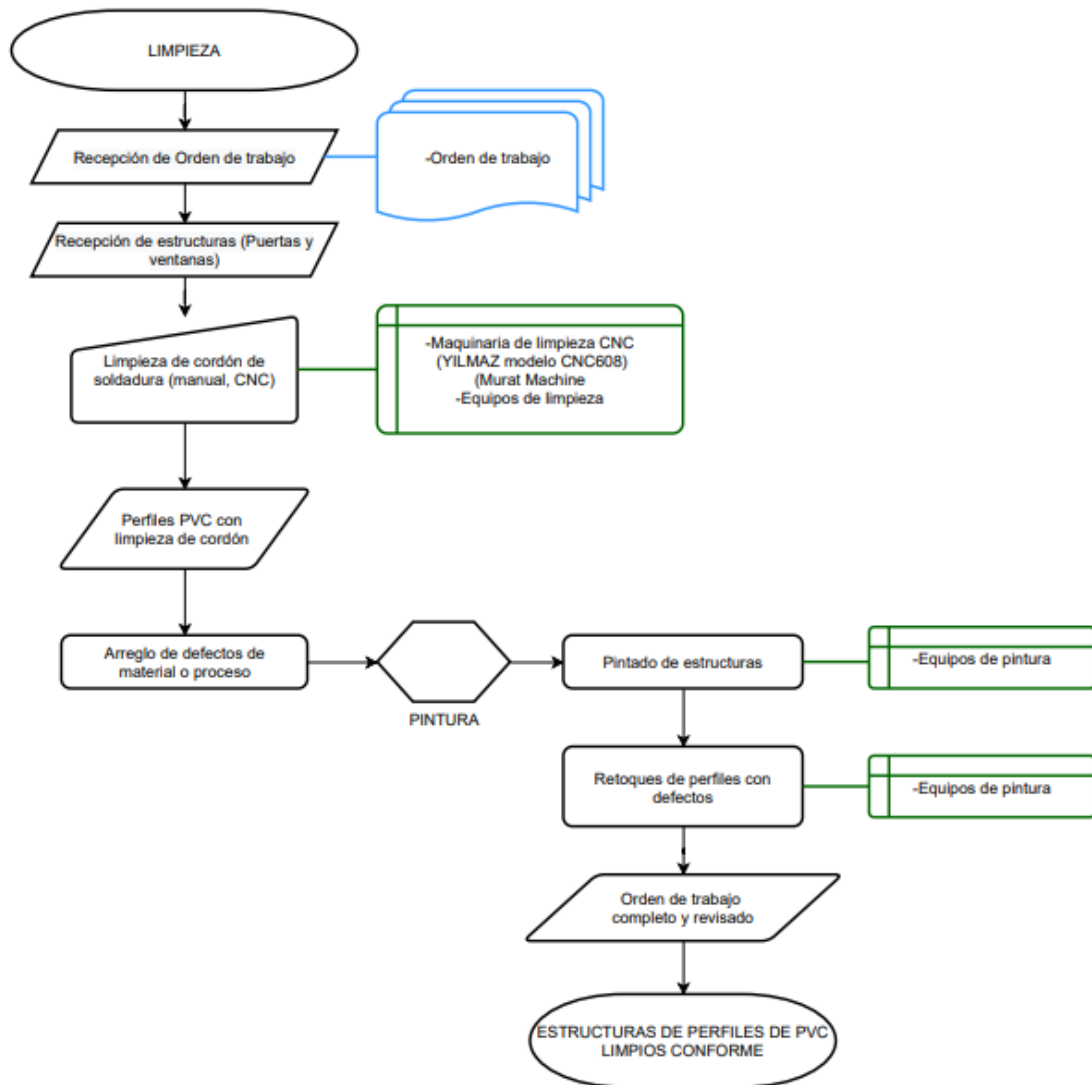 LIMPIEZA
Recepción de Orden de trabajo
-Orden de trabajo
Recepción de estructuras (Puertas y
ventanas)
Limpieza de cordón de
soldadura (manual, CNC)
-Maquinaria de limpieza CNC
(YILMAZ modelo CNC608)
(Murat Machine
-Equipos de limpieza
Perfiles PVC con
limpieza de cordón
Arreglo de defectos de
material o proceso
PINTURA
Pintado de estructuras
-Equipos de pintura
Retoques de perfiles con
defectos
-Equipos de pintura
Orden de trabajo
completo y revisado
ESTRUCTURAS DE PERFILES DE PVC
LIMPIOS CONFORME